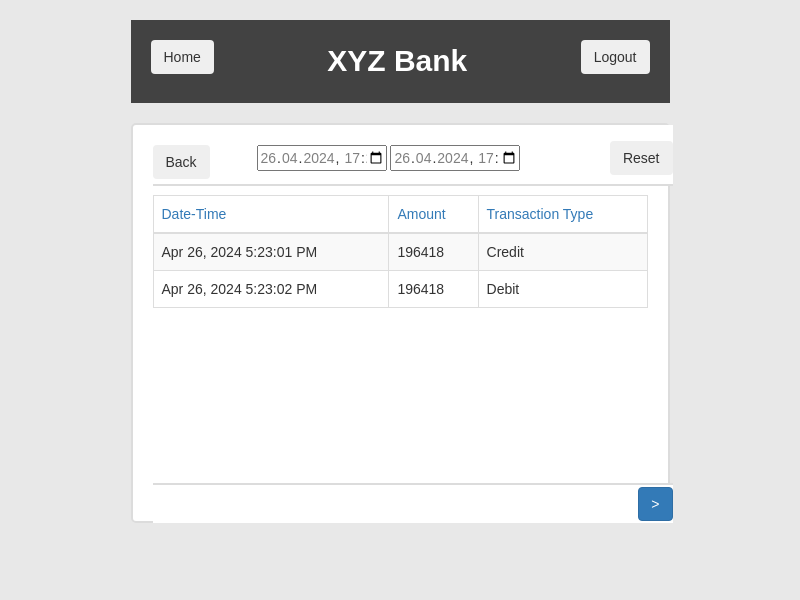 Home XYZ Bank Logout
Back 26.04.2024, 17: 26.04.2024, 17: Reset
Date-Time Amount Transaction Type
Apr 26, 2024 5:23:01 PM 196418 Credit
Apr 26, 2024 5:23:02 PM 196418 Debit
>